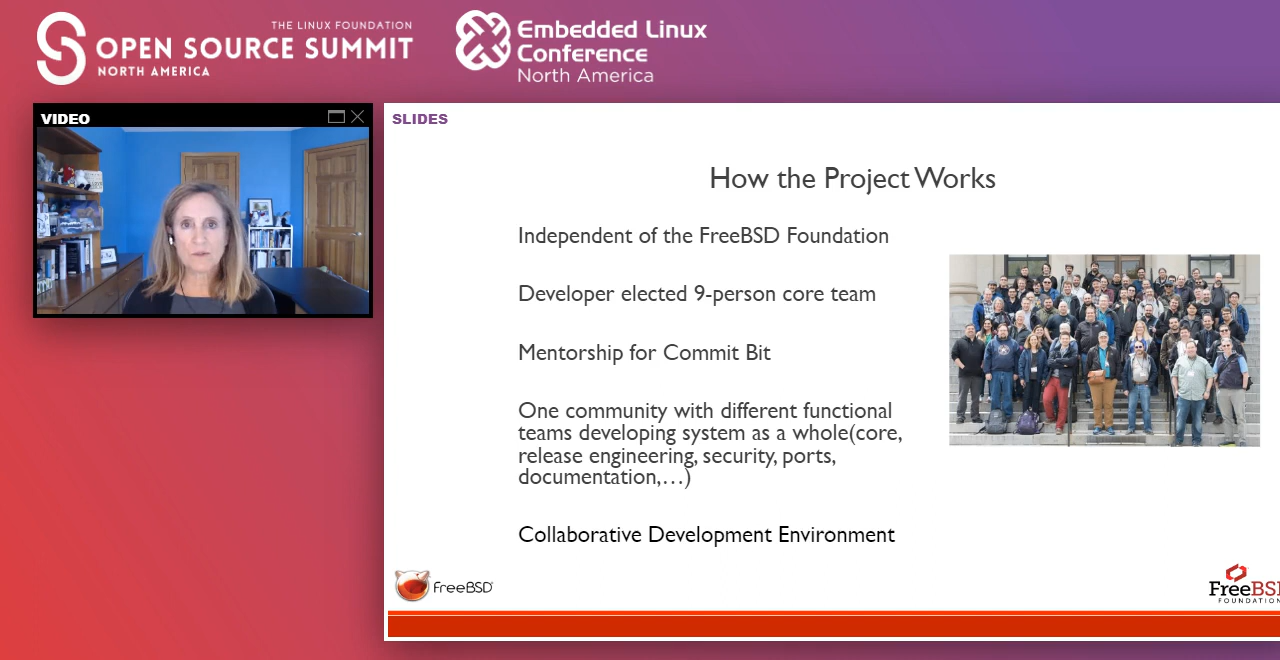 THE LINUX FOUNDATION
OPEN SOURCE SUMMIT
NORTH AMERICA
Embedded Linux
Conference
North America
VIDEO
SLIDES
How the Project Works
Independent of the FreeBSD Foundation
Developer elected 9-person core team
Mentorship for Commit Bit
One community with different functional
teams developing system as a whole(core,
release engineering, security, ports,
documentation,…)
Collaborative Development Environment
FreeBSD
FreeBS
FOUNDATION